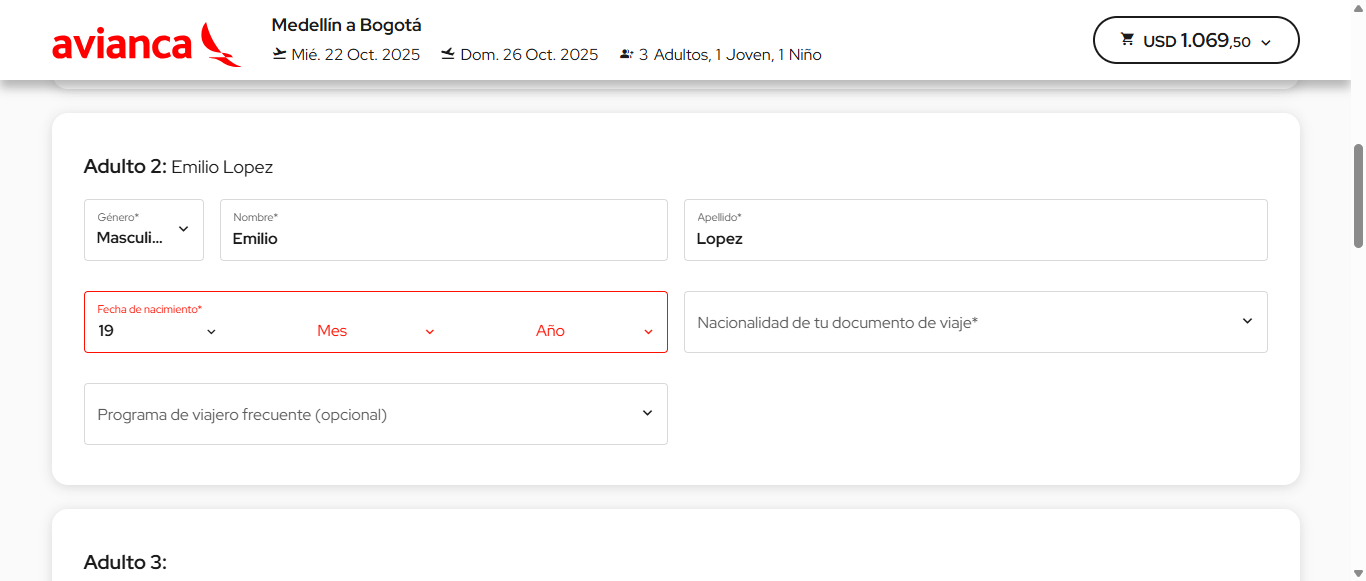 avianca
Medellín a Bogotá
Mié. 22 Oct. 2025 Dom. 26 Oct. 2025 3 Adultos, 1 Joven, 1 Niño
USD 1.069,50
Adulto 2: Emilio Lopez
Género*
Masculi...
Nombre*
Emilio
Apellido*
Lopez
Fecha de nacimiento*
19 Mes Año
Nacionalidad de tu documento de viaje*
Programa de viajero frecuente (opcional)
Adulto 3: